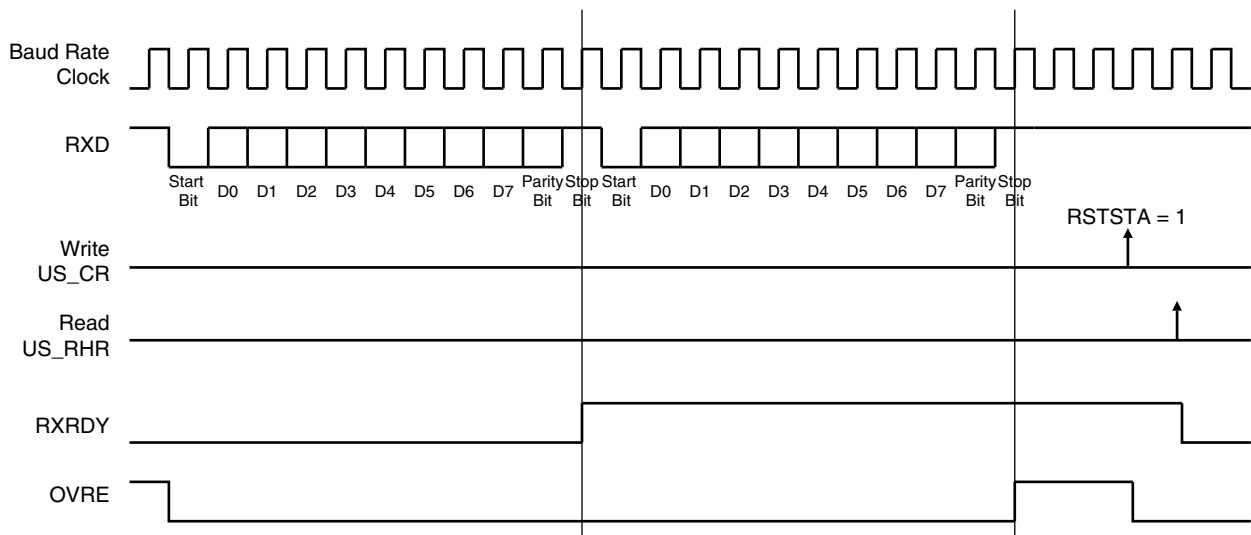 Baud Rate
Clock
RXD
Start
Bit
D0
D1
D2
D3
D4
D5
D6
D7
Parity
Bit
Stop
Bit
Start
Bit
D0
D1
D2
D3
D4
D5
D6
D7
Parity
Bit
Stop
Bit
RSTSTA = 1
Write
US_CR
Read
US_RHR
RXRDY
OVRE